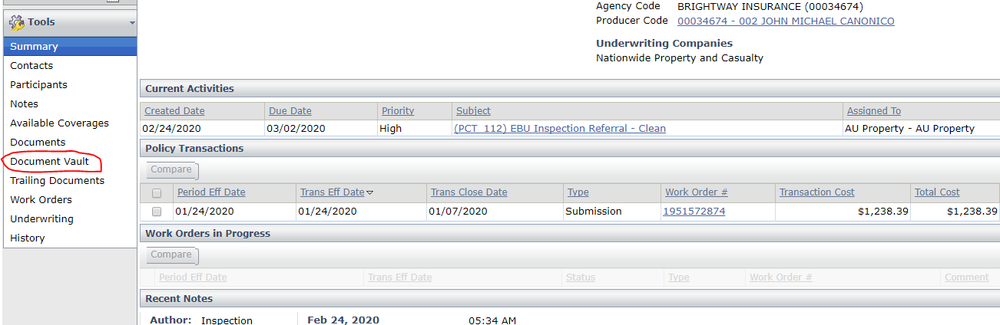 Tools
Summary
Contacts
Participants
Notes
Available Coverages
Documents
Document Vault
Trailing Documents
Work Orders
Underwriting
History
Agency Code BRIGHTWAY INSURANCE (00034674)
Producer Code 00034674 - 002 JOHN MICHAEL CANONICO
Underwriting Companies
Nationwide Property and Casualty
Current Activities
Created Date Due Date Priority Subject Assigned To
02/24/2020 03/02/2020 High (PCT_112) EBU Inspection Referral - Clean AU Property - AU Property
Policy Transactions
Compare
Period Eff Date Trans Eff Date Trans Close Date Type Work Order # Transaction Cost Total Cost
01/24/2020 01/24/2020 01/07/2020 Submission 1951572874 $1,238.39 $1,238.39
Work Orders in Progress
Compare
Period Eff Date Trans Eff Date Status Type Work Order # Comment
Recent Notes
Author: Inspection Feb 24, 2020 05:34 AM